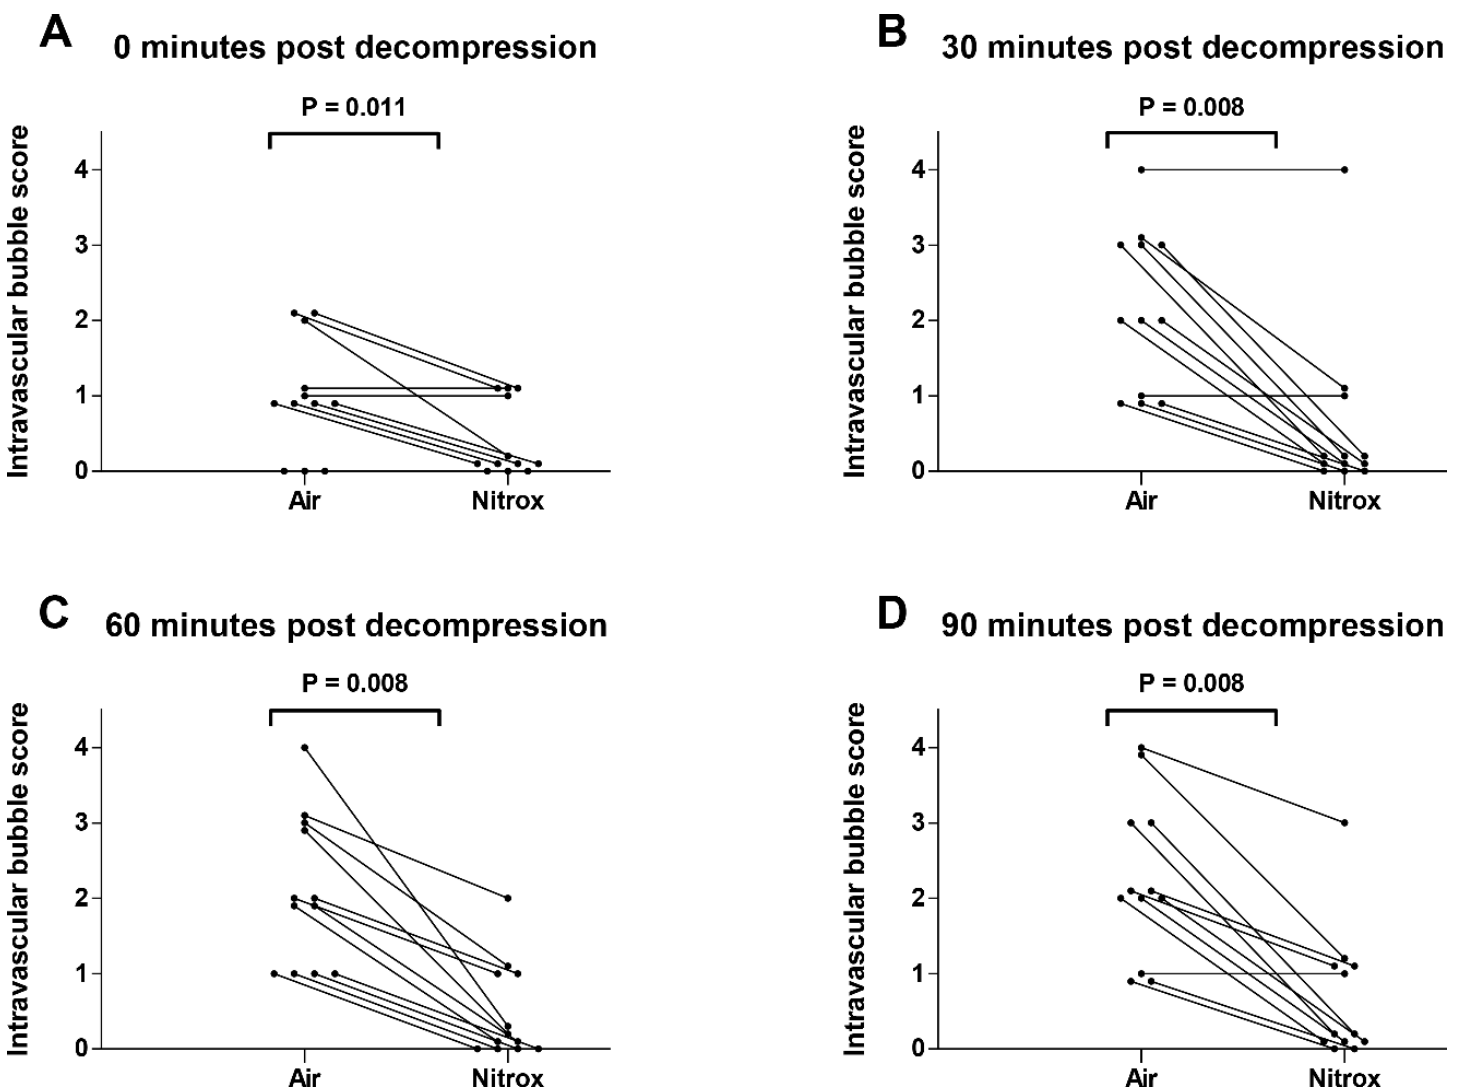 A
0 minutes post decompression
P = 0.011
Intravascular bubble score
4
3
2
1
0
Air
Nitrox
B
30 minutes post decompression
P = 0.008
Intravascular bubble score
4
3
2
1
0
Air
Nitrox
C
60 minutes post decompression
P = 0.008
Intravascular bubble score
4
3
2
1
0
Air
Nitrox
D
90 minutes post decompression
P = 0.008
Intravascular bubble score
4
3
2
1
0
Air
Nitrox